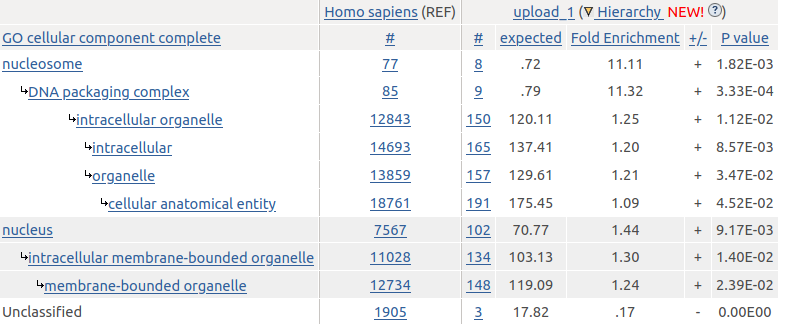 Homo sapiens (REF) upload_1 (▽ Hierarchy NEW! ?)
GO cellular component complete # # expected Fold Enrichment +/- P value
nucleosome 77 8 .72 11.11 + 1.82E-03
↳DNA packaging complex 85 9 .79 11.32 + 3.33E-04
↳intracellular organelle 12843 150 120.11 1.25 + 1.12E-02
↳intracellular 14693 165 137.41 1.20 + 8.57E-03
↳organelle 13859 157 129.61 1.21 + 3.47E-02
↳cellular anatomical entity 18761 191 175.45 1.09 + 4.52E-02
nucleus 7567 102 70.77 1.44 + 9.17E-03
↳intracellular membrane-bounded organelle 11028 134 103.13 1.30 + 1.40E-02
↳membrane-bounded organelle 12734 148 119.09 1.24 + 2.39E-02
Unclassified 1905 3 17.82 .17 - 0.00E00